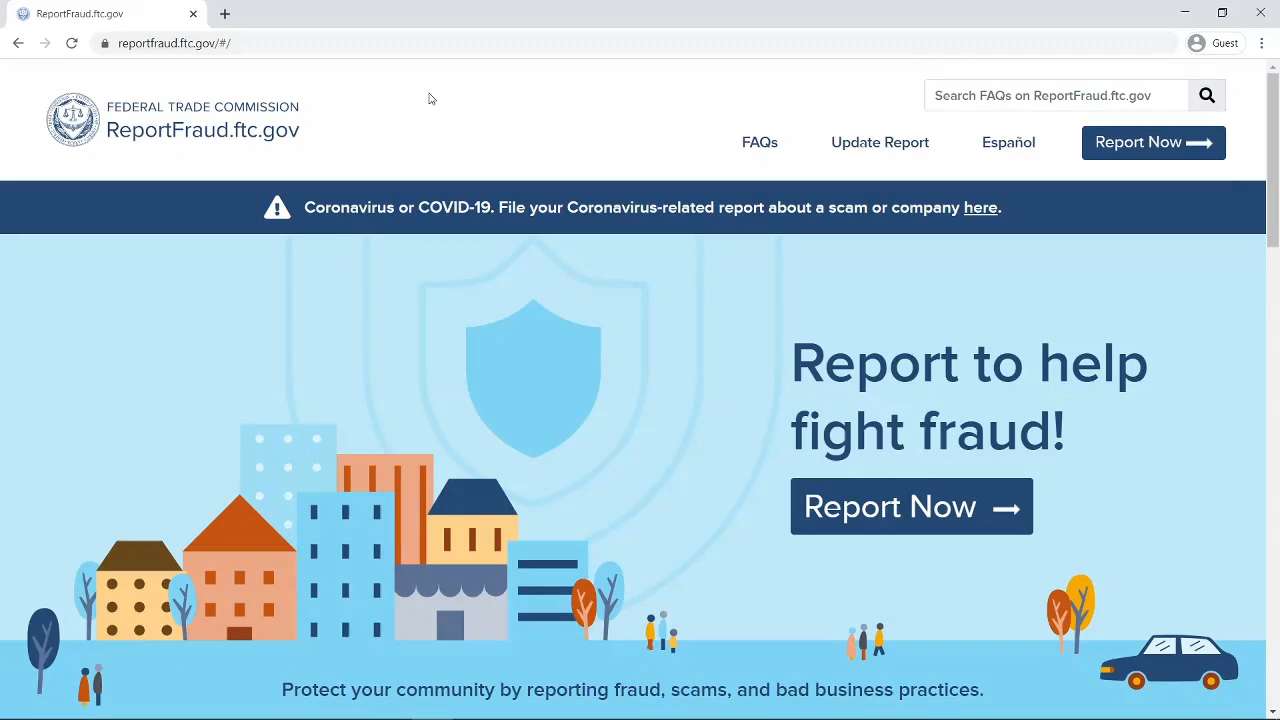 ReportFraud.ftc.gov
reportfraud.ftc.gov/#/
Guest
FEDERAL TRADE COMMISSION
ReportFraud.ftc.gov
Search FAQs on ReportFraud.ftc.gov
FAQs
Update Report
Español
Report Now
Coronavirus or COVID-19. File your Coronavirus-related report about a scam or company here.
Report to help
fight fraud!
Report Now
Protect your community by reporting fraud, scams, and bad business practices.